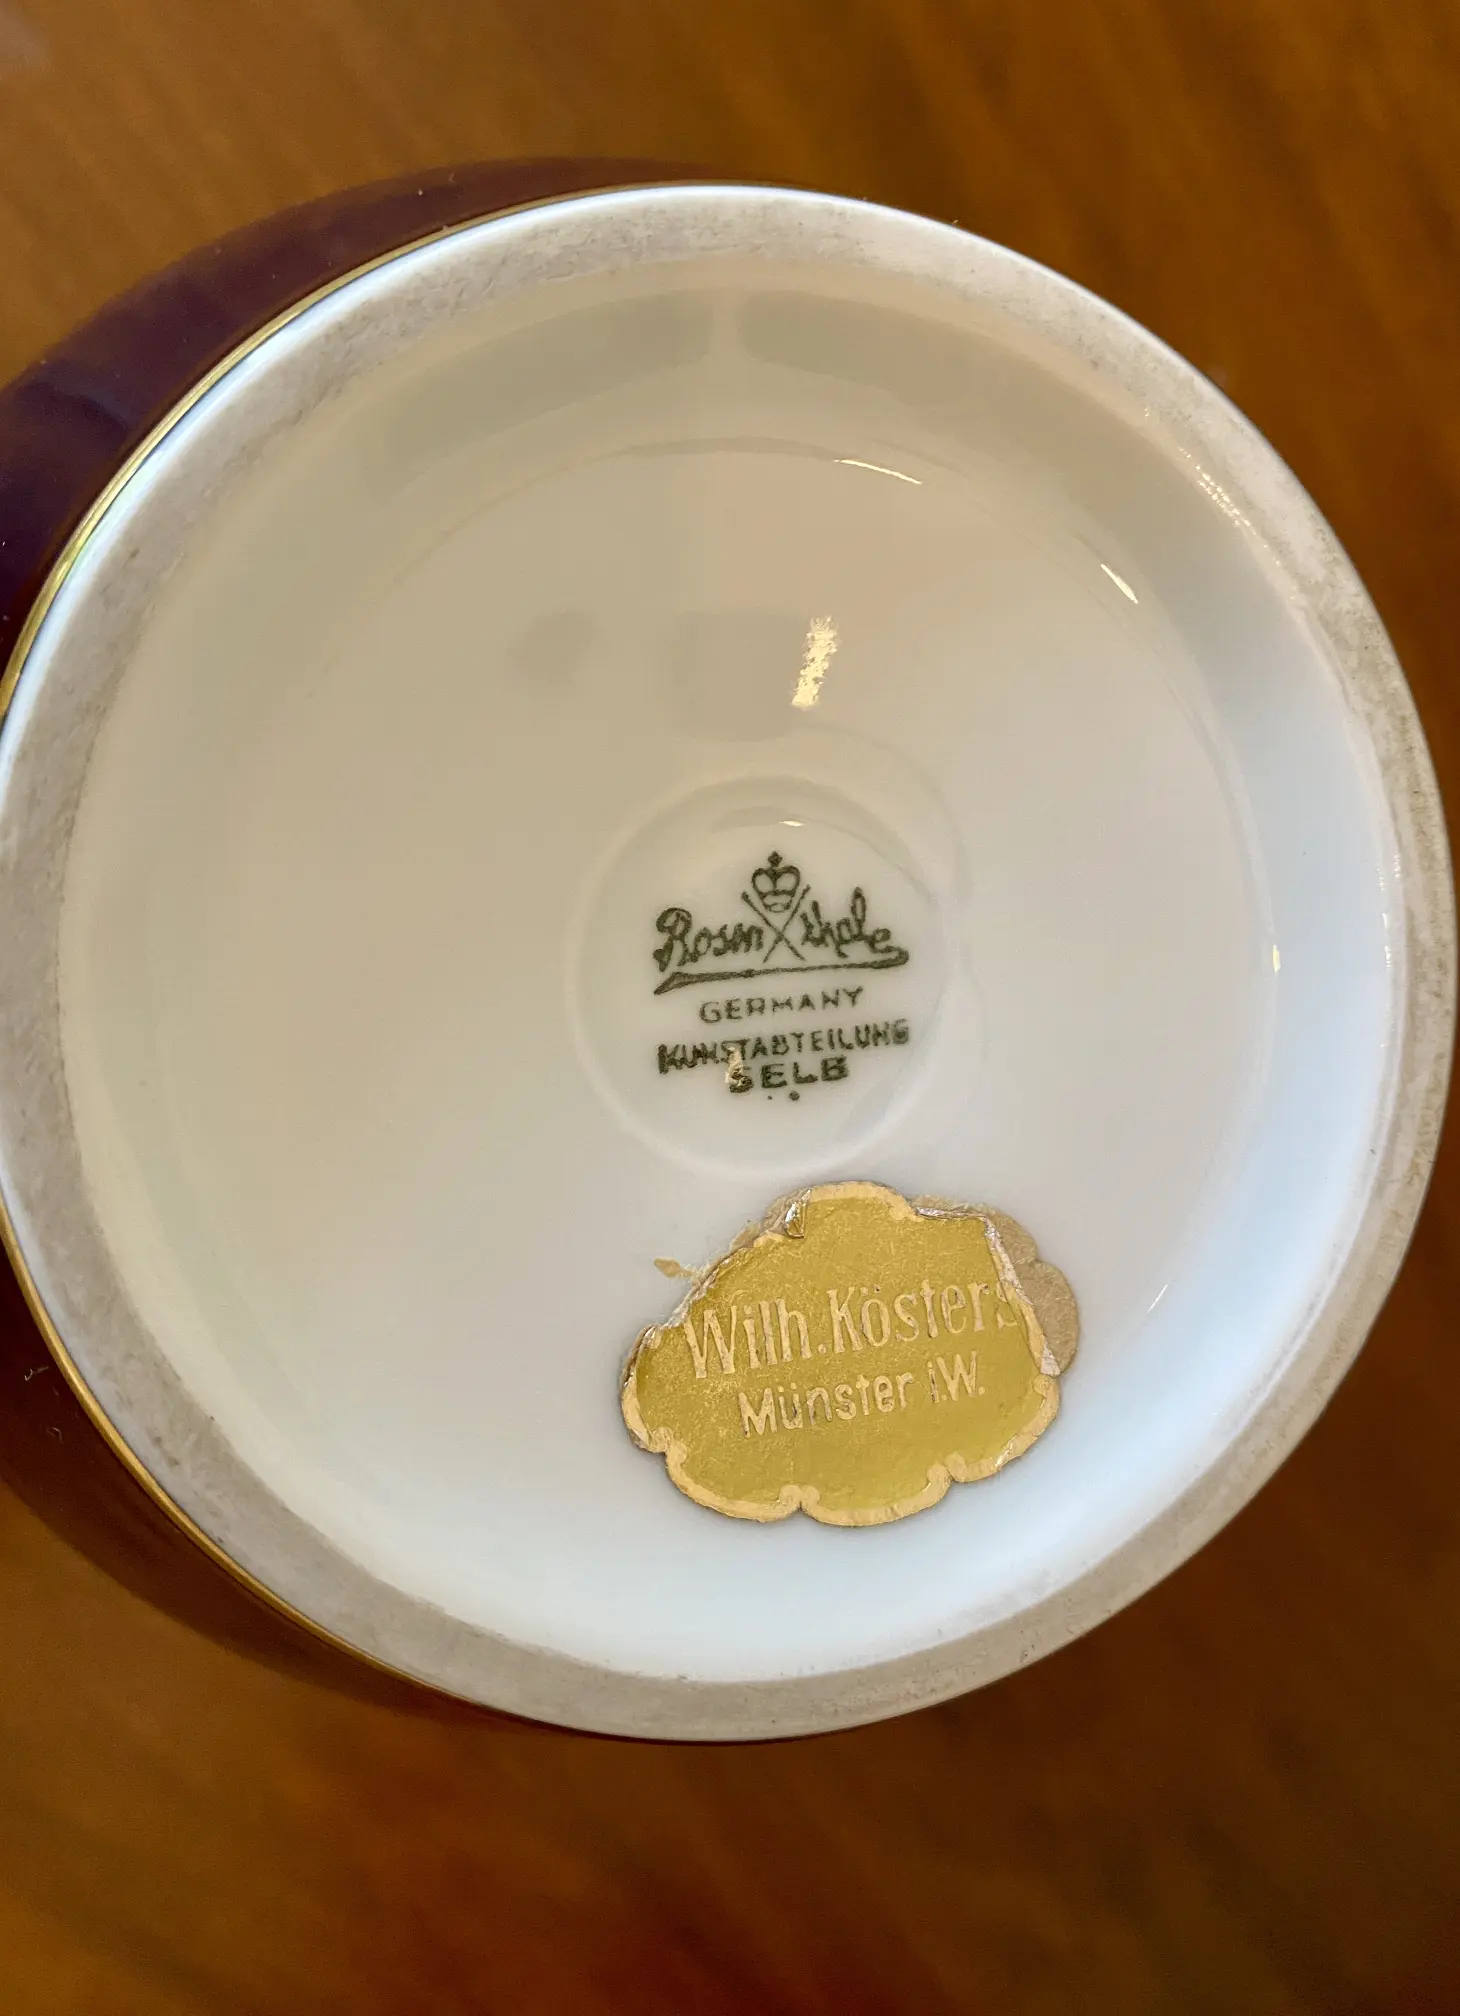 Rosenthal
GERMANY
KUNSTABTEILUNG
SELB
Wilh. Kösters
Münster i.W.